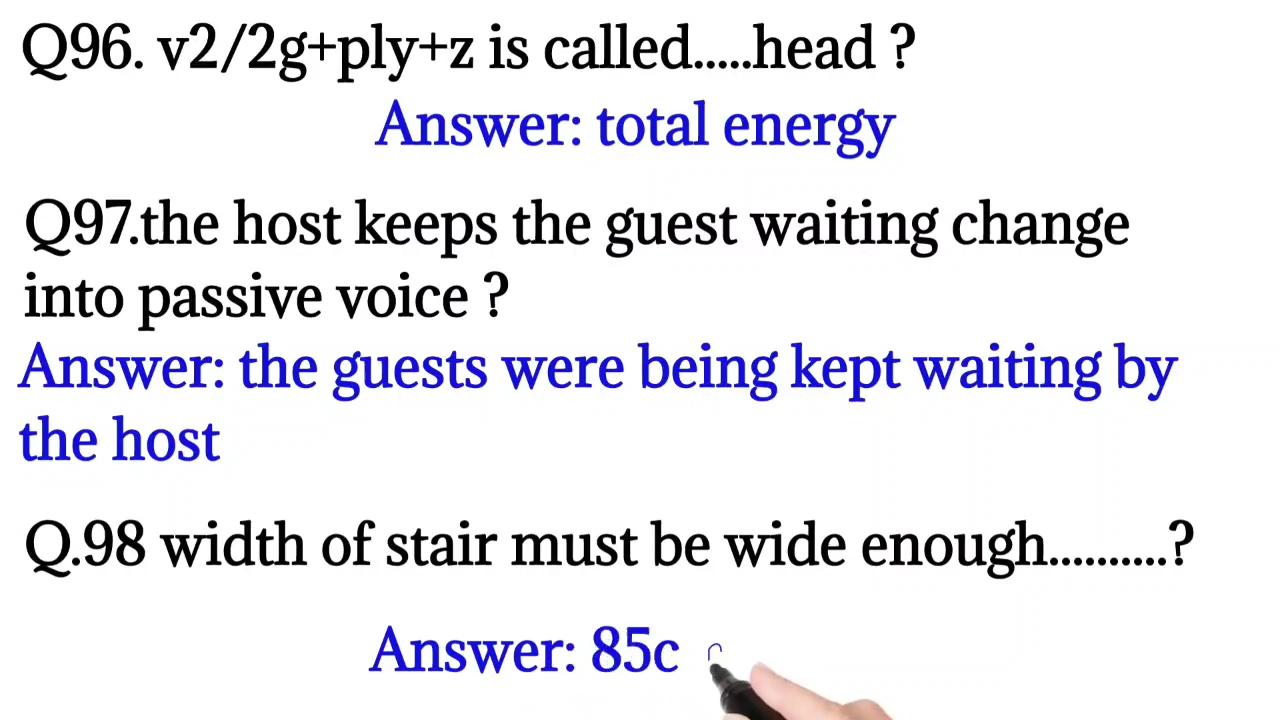 Q96. v2/2g+ply+z is called.....head ?
Answer: total energy
Q97.the host keeps the guest waiting change
into passive voice ?
Answer: the guests were being kept waiting by
the host
Q.98 width of stair must be wide enough..........?
Answer: 85c